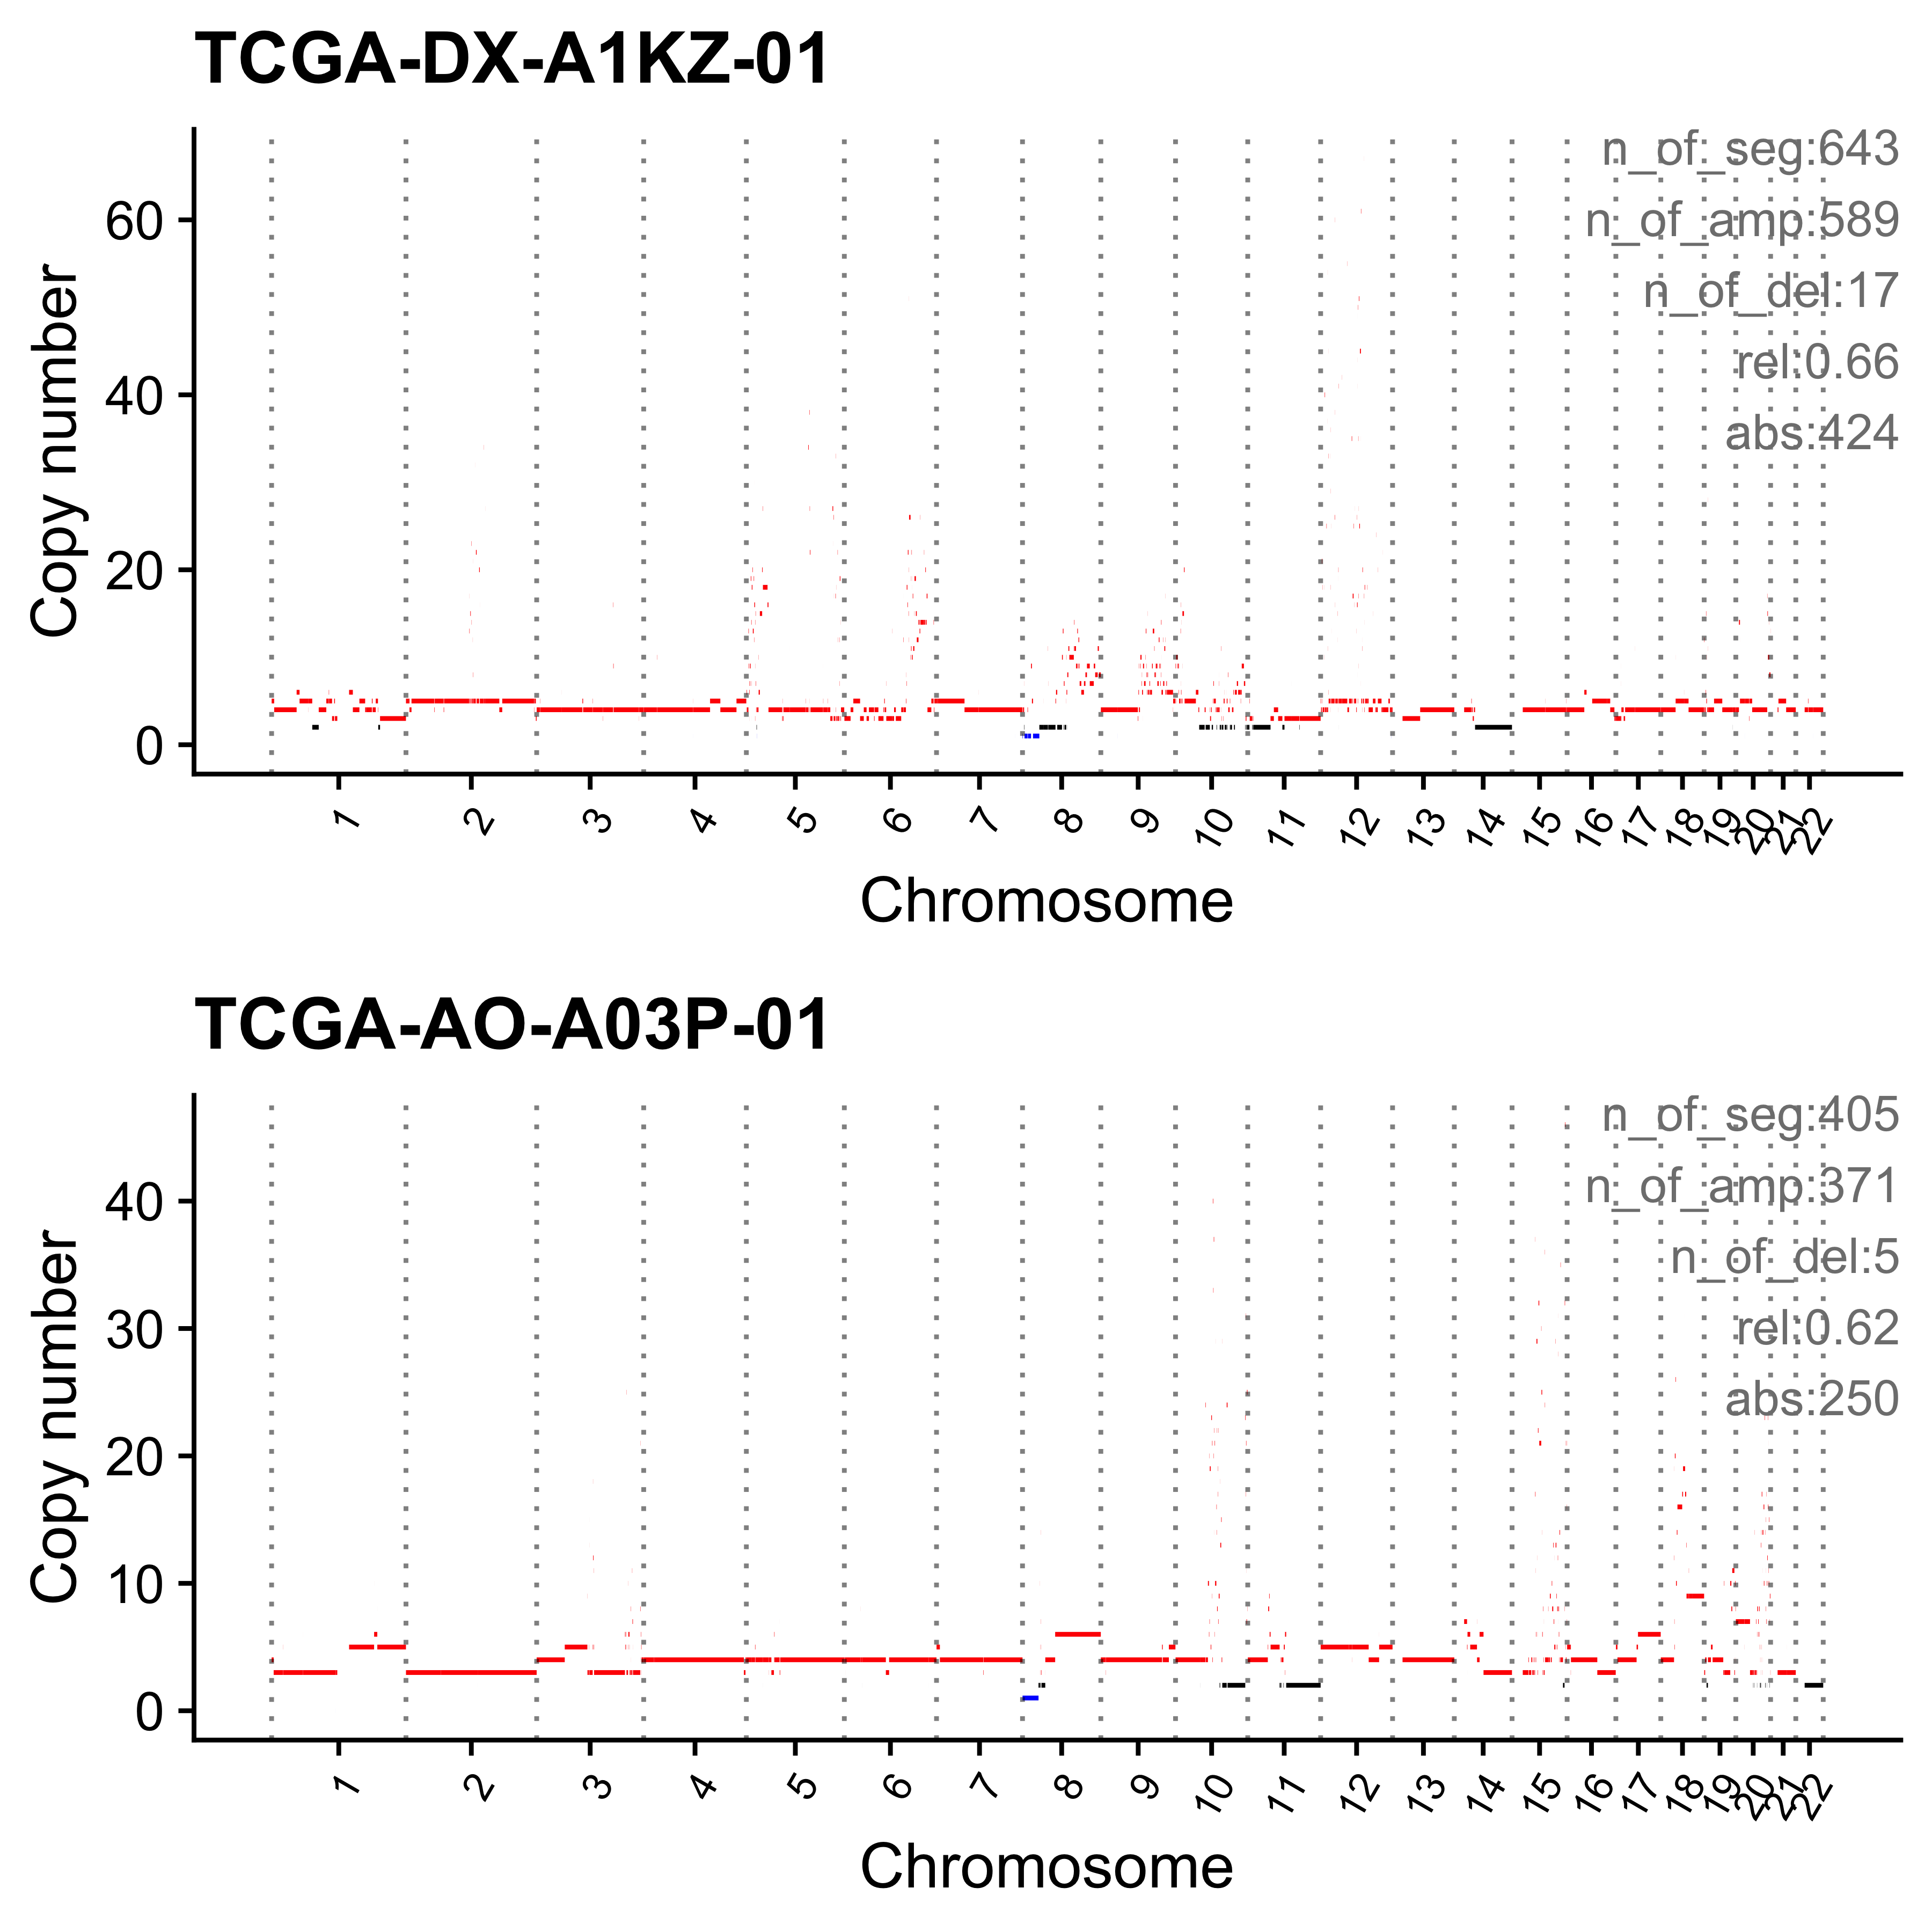 TCGA-DX-A1KZ-01
n_of_seg:643
n_of_amp:589
n_of_del:17
rel:0.66
abs:424
60
40
20
0
Copy number
1 2 3 4 5 6 7 8 9 10 11 12 13 14 15 16 17 18 19 20 21 22
Chromosome
TCGA-AO-A03P-01
n_of_seg:405
n_of_amp:371
n_of_del:5
rel:0.62
abs:250
40
30
20
10
0
Copy number
1 2 3 4 5 6 7 8 9 10 11 12 13 14 15 16 17 18 19 20 21 22
Chromosome